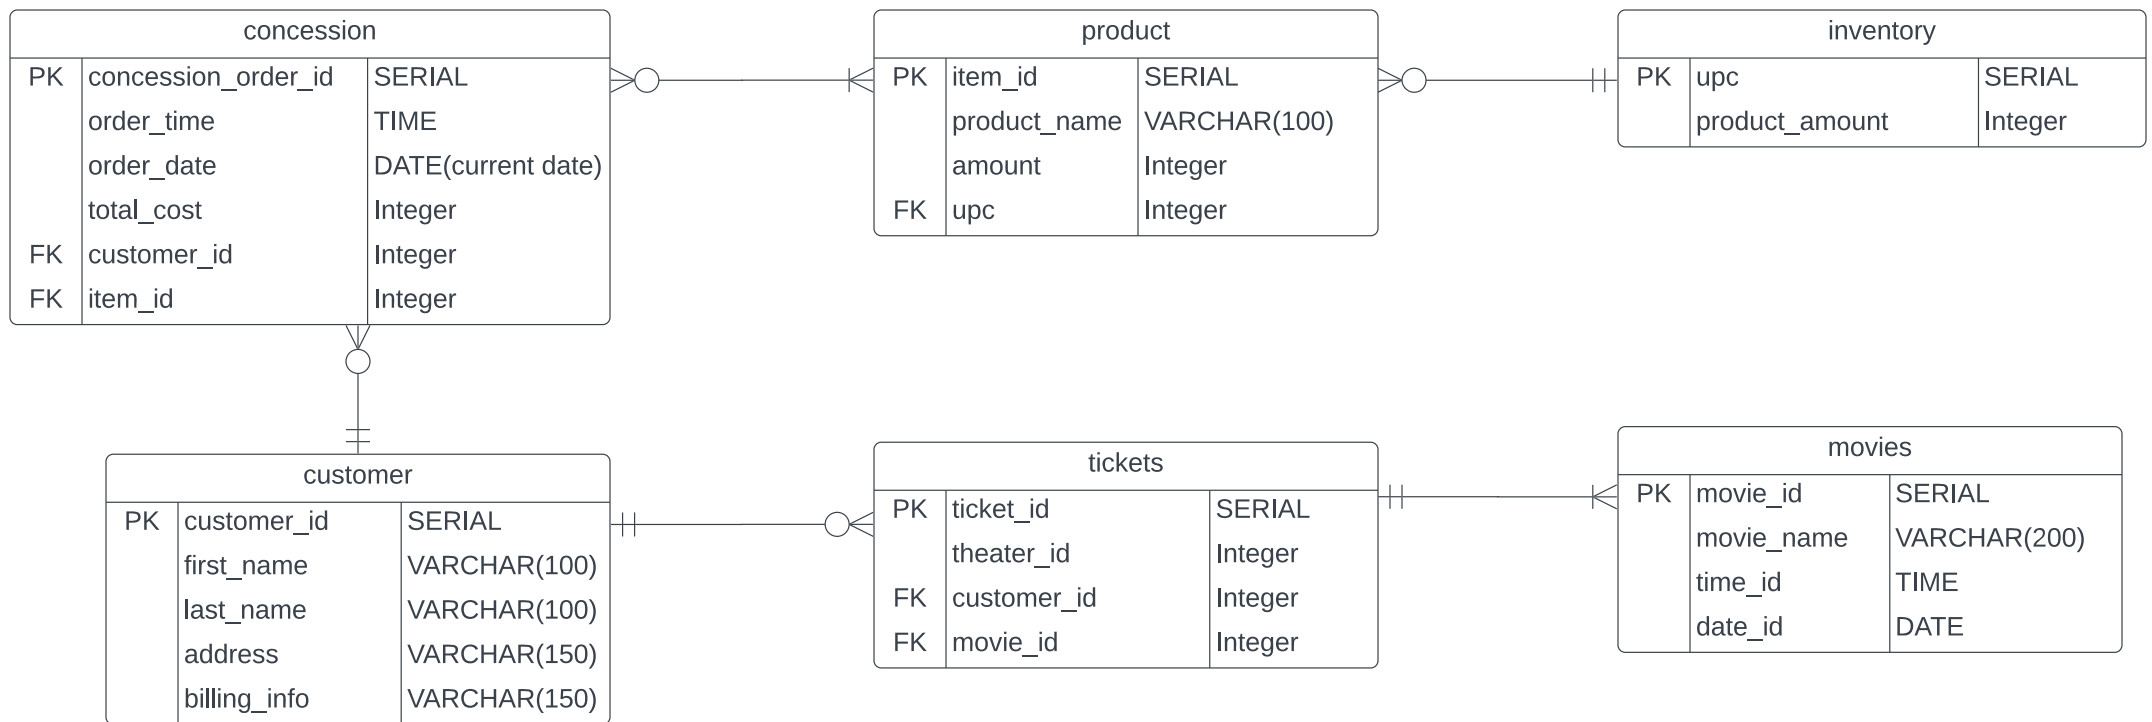 concession
PK concession_order_id SERIAL
order_time TIME
order_date DATE(current date)
total_cost Integer
FK customer_id Integer
FK item_id Integer
product
PK item_id SERIAL
product_name VARCHAR(100)
amount Integer
FK upc Integer
inventory
PK upc SERIAL
product_amount Integer
customer
PK customer_id SERIAL
first_name VARCHAR(100)
last_name VARCHAR(100)
address VARCHAR(150)
billing_info VARCHAR(150)
tickets
PK ticket_id SERIAL
theater_id Integer
FK customer_id Integer
FK movie_id Integer
movies
PK movie_id SERIAL
movie_name VARCHAR(200)
time_id TIME
date_id DATE